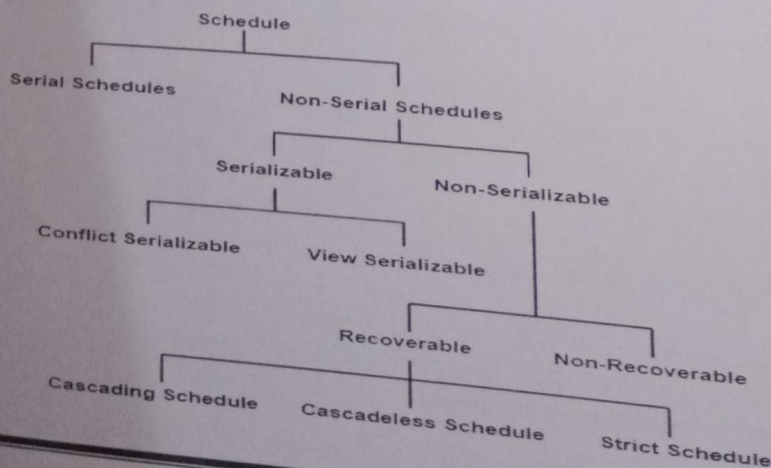 Schedule
Serial Schedules
Non-Serial Schedules
Serializable
Non-Serializable
Conflict Serializable
View Serializable
Recoverable
Non-Recoverable
Cascading Schedule
Cascadeless Schedule
Strict Schedule